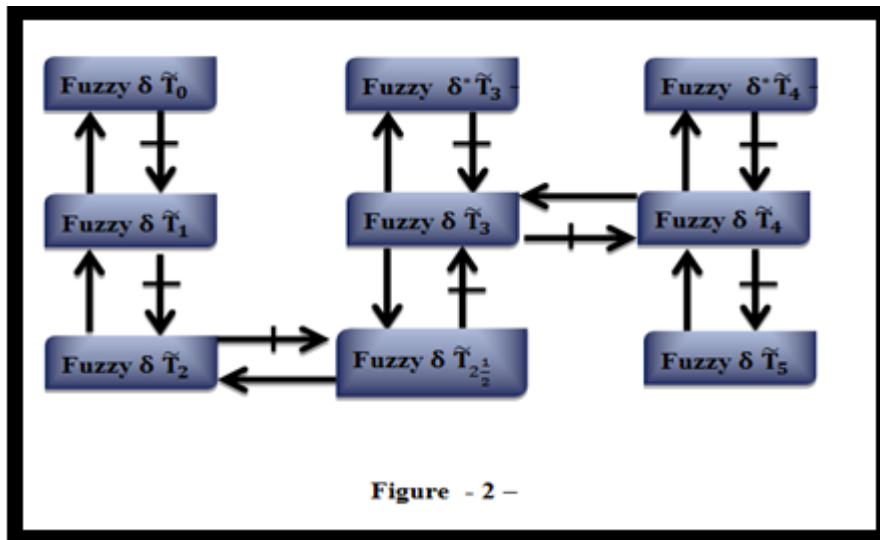 Fuzzy δ T̃₀
Fuzzy δ* T̃₃ –
Fuzzy δ* T̃₄ –
Fuzzy δ T̃₁
Fuzzy δ T̃₃
Fuzzy δ T̃₄
Fuzzy δ T̃₂
Fuzzy δ T̃₂½
Fuzzy δ T̃₅
Figure - 2 –